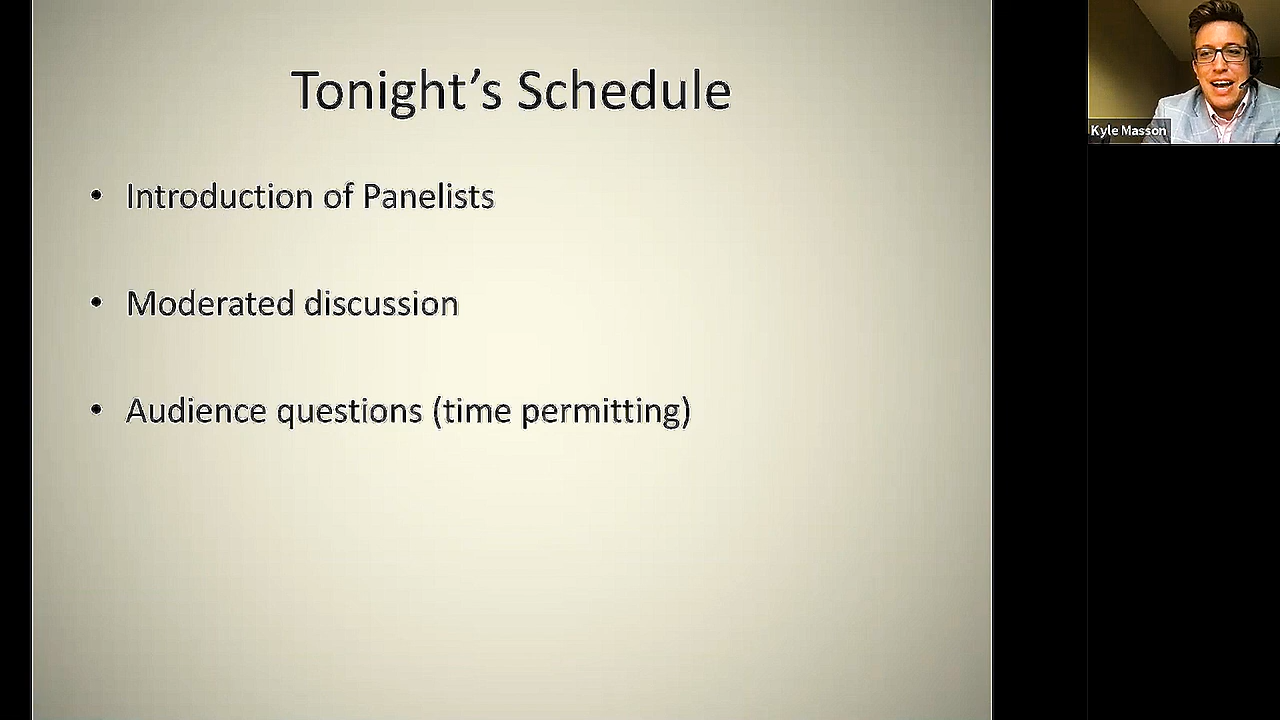 Tonight’s Schedule
• Introduction of Panelists
• Moderated discussion
• Audience questions (time permitting)
Kyle Masson